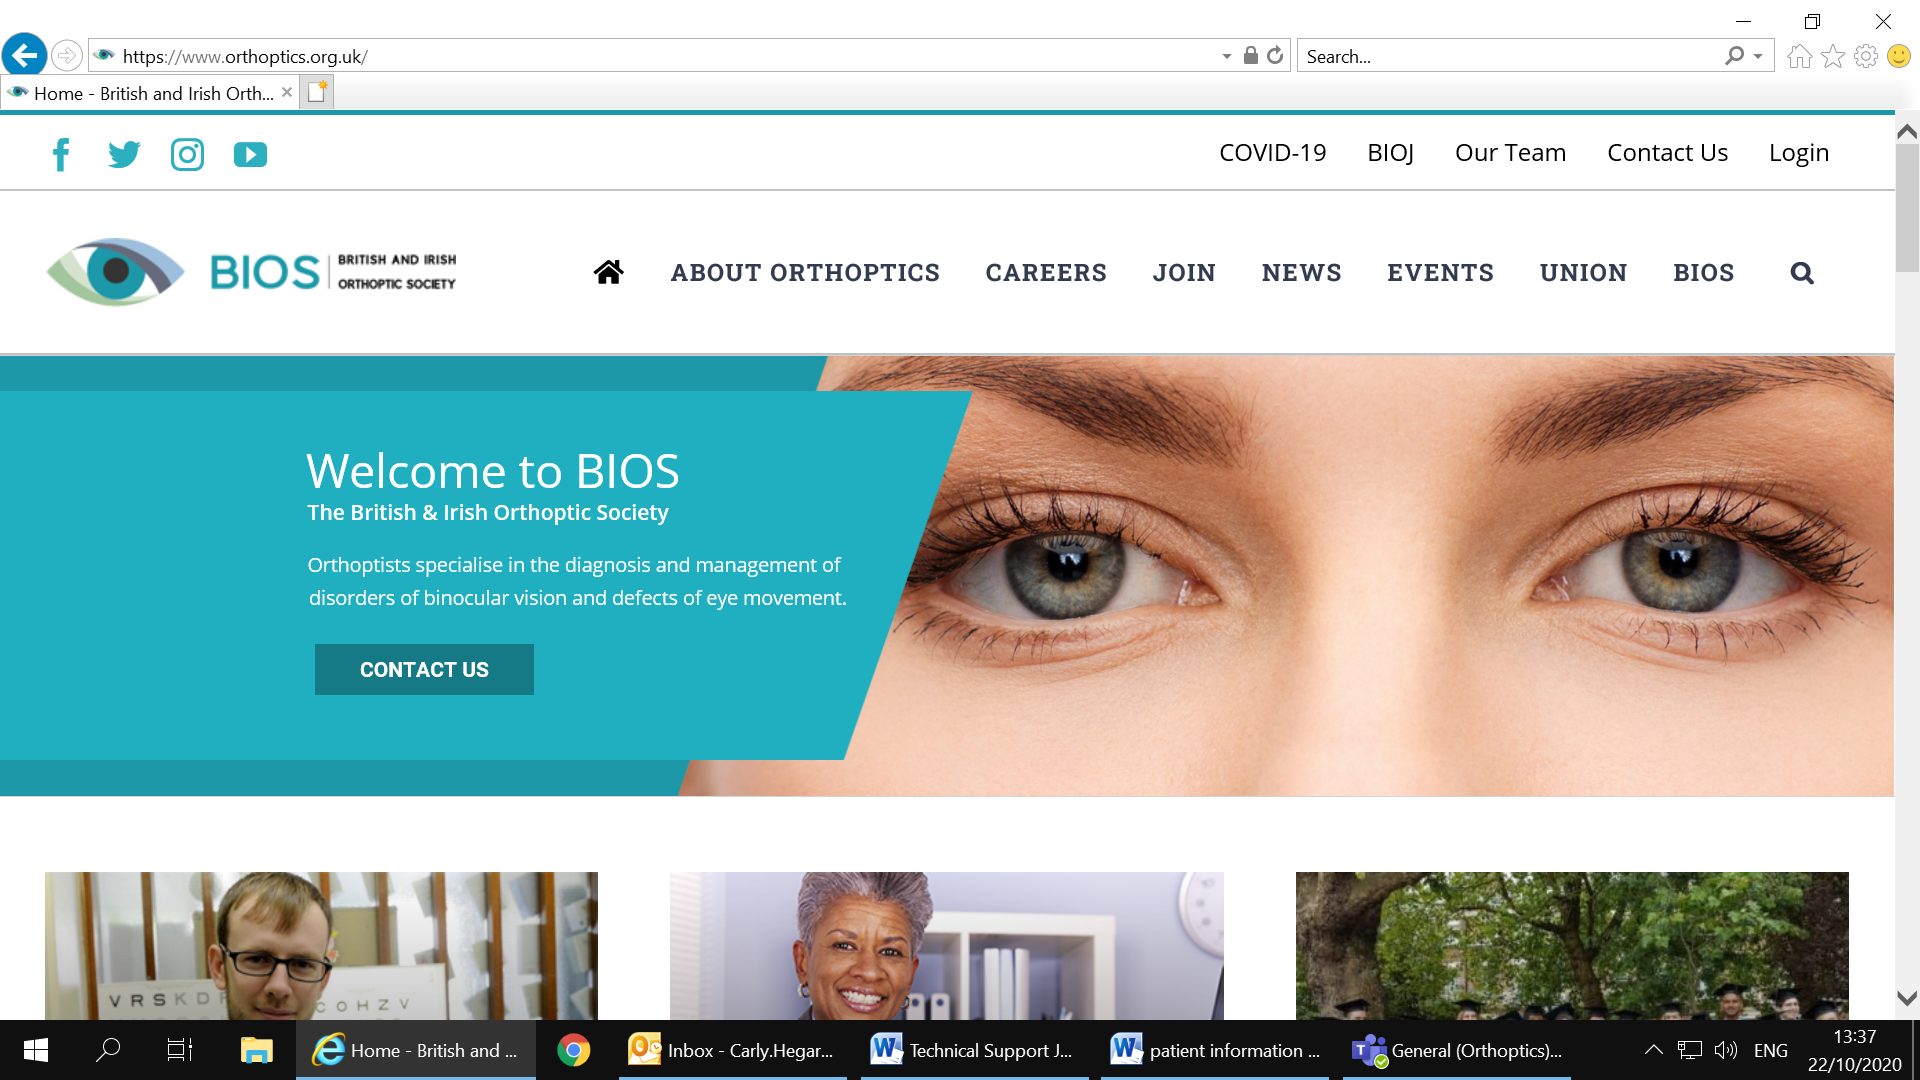 https://www.orthoptics.org.uk/
Search...
Home - British and Irish Orth...
COVID-19 BIOJ Our Team Contact Us Login
BIOS BRITISH AND IRISH
ORTHOPTIC SOCIETY
ABOUT ORTHOPTICS CAREERS JOIN NEWS EVENTS UNION BIOS
Welcome to BIOS
The British & Irish Orthoptic Society
Orthoptists specialise in the diagnosis and management of
disorders of binocular vision and defects of eye movement.
CONTACT US
V R S K D
C O H Z V
Home - British and ...
Inbox - Carly.Hegar...
Technical Support J...
patient information ...
General (Orthoptics)...
ENG
13:37
22/10/2020